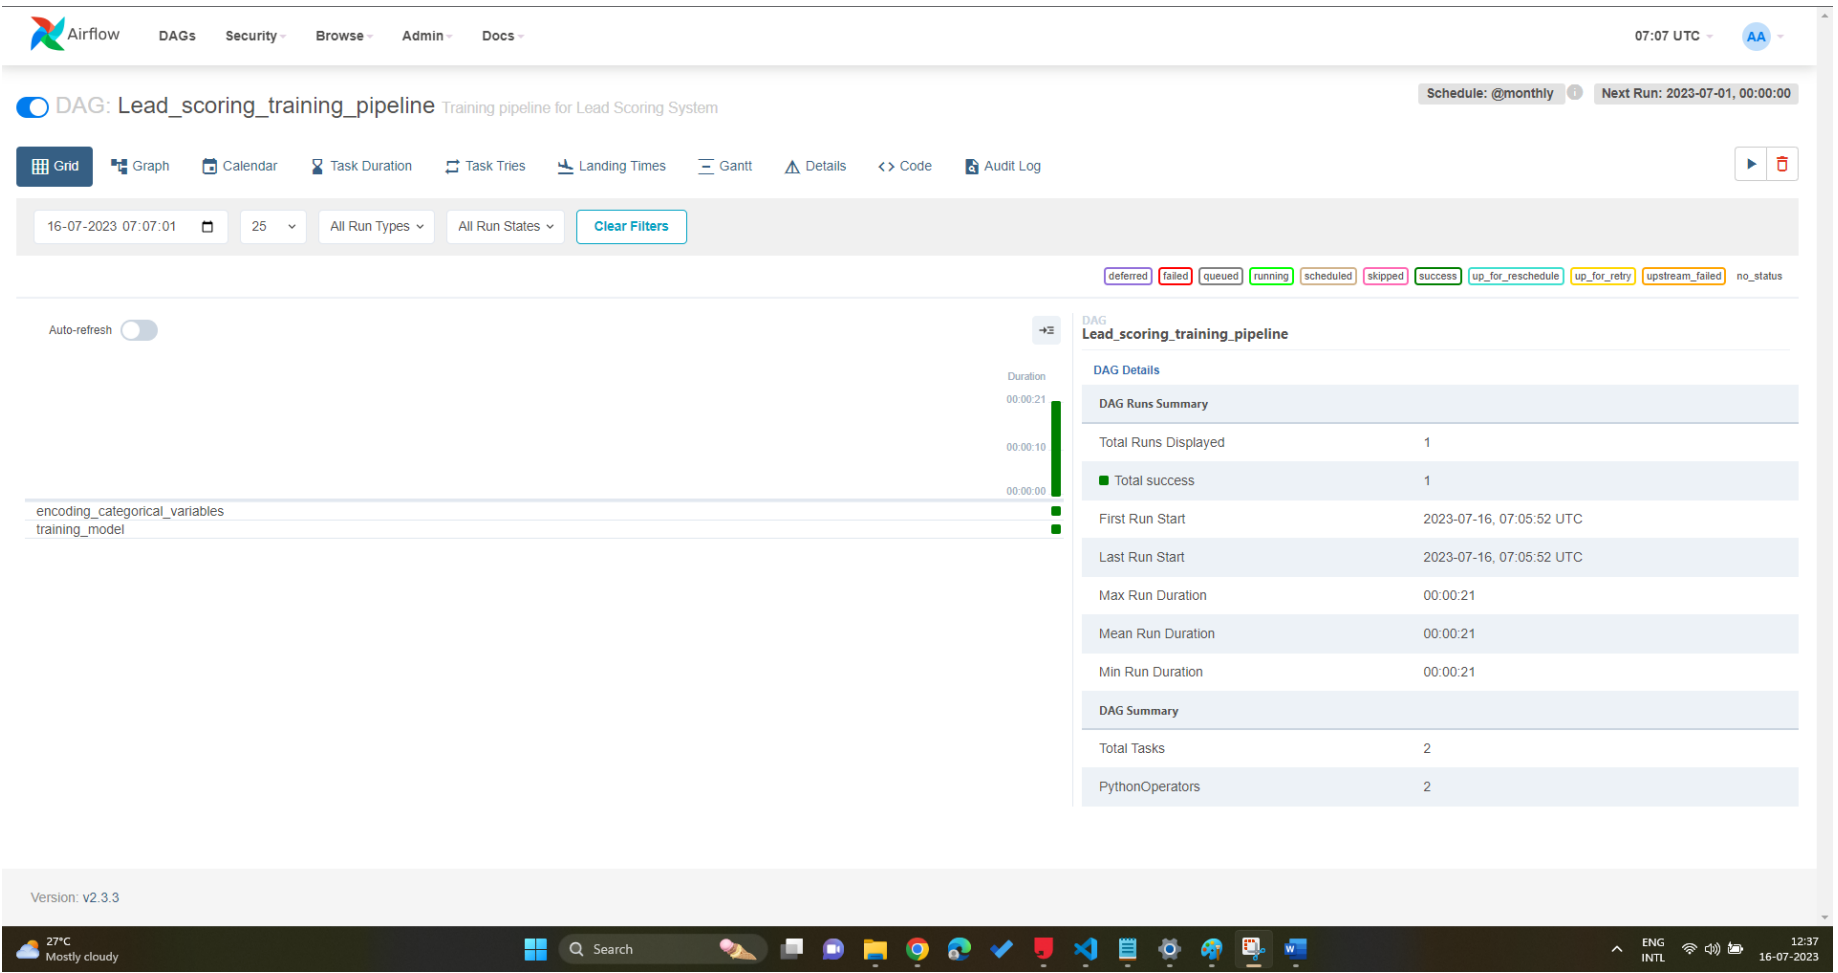 Airflow DAGs Security Browse Admin Docs 07:07 UTC AA
DAG: Lead_scoring_training_pipeline Training pipeline for Lead Scoring System Schedule: @monthly i Next Run: 2023-07-01, 00:00:00
Grid Graph Calendar Task Duration Task Tries Landing Times Gantt Details <> Code Audit Log
16-07-2023 07:07:01 25 All Run Types All Run States Clear Filters
deferred failed queued running scheduled skipped success up_for_reschedule up_for_retry upstream_failed no_status
Auto-refresh
Duration
00:00:21
00:00:10
00:00:00
encoding_categorical_variables
training_model
DAG
Lead_scoring_training_pipeline
DAG Details
DAG Runs Summary
Total Runs Displayed 1
Total success 1
First Run Start 2023-07-16, 07:05:52 UTC
Last Run Start 2023-07-16, 07:05:52 UTC
Max Run Duration 00:00:21
Mean Run Duration 00:00:21
Min Run Duration 00:00:21
DAG Summary
Total Tasks 2
PythonOperators 2
Version: v2.3.3
27°C
Mostly cloudy
Search
ENG
INTL
12:37
16-07-2023